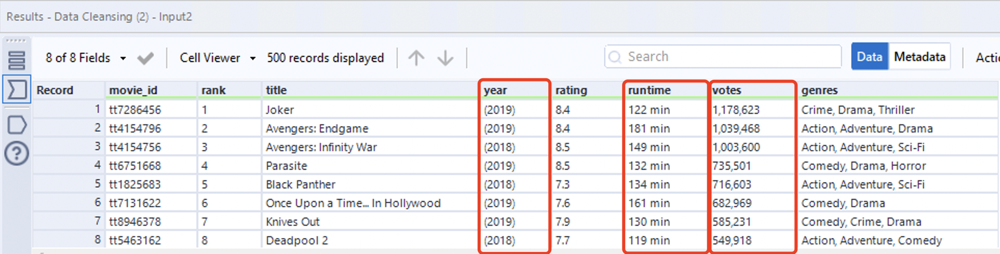 Results - Data Cleansing (2) - Input2
8 of 8 Fields Cell Viewer 500 records displayed Search Data Metadata
Record movie_id rank title year rating runtime votes genres
1 tt7286456 1 Joker (2019) 8.4 122 min 1,178,623 Crime, Drama, Thriller
2 tt4154796 2 Avengers: Endgame (2019) 8.4 181 min 1,039,468 Action, Adventure, Drama
3 tt4154756 3 Avengers: Infinity War (2018) 8.5 149 min 1,003,600 Action, Adventure, Sci-Fi
4 tt6751668 4 Parasite (2019) 8.5 132 min 735,501 Comedy, Drama, Horror
5 tt1825683 5 Black Panther (2018) 7.3 134 min 716,603 Action, Adventure, Sci-Fi
6 tt7131622 6 Once Upon a Time... In Hollywood (2019) 7.6 161 min 682,969 Comedy, Drama
7 tt8946378 7 Knives Out (2019) 7.9 130 min 585,231 Comedy, Crime, Drama
8 tt5463162 8 Deadpool 2 (2018) 7.7 119 min 549,918 Action, Adventure, Comedy